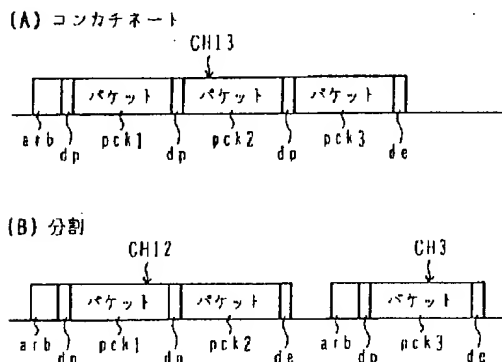 (A) コンカチネート
CH13
パケット パケット パケット
arb dp pck1 dp pck2 dp pck3 de
(B) 分割
CH12 CH3
パケット パケット パケット
arb dp pck1 dp pck2 de arb dp pck3 de